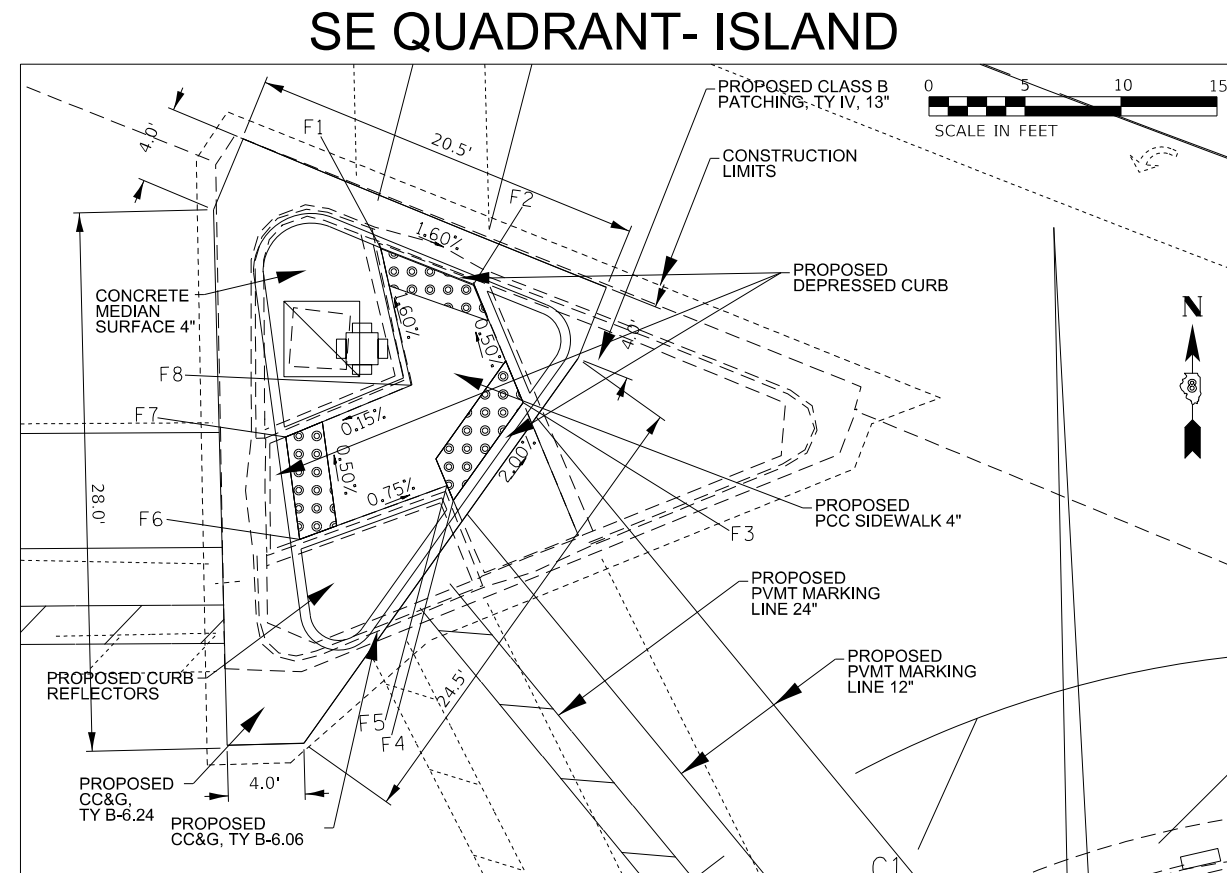 SE QUADRANT- ISLAND
PROPOSED CLASS B
PATCHING, TY IV, 13"
0 5 10 15
SCALE IN FEET
4.0'
F1
20.5'
CONSTRUCTION
LIMITS
F2
1.60%
PROPOSED
DEPRESSED CURB
CONCRETE
MEDIAN
SURFACE 4"
N
.60%
0.50%
4.0
F8
F7
0.15%
0.50%
2.00%
0.75%
28.0'
F6
PROPOSED
PCC SIDEWALK 4"
F3
PROPOSED
PVMT MARKING
LINE 24"
PROPOSED CURB
REFLECTORS
24.5'
PROPOSED
PVMT MARKING
LINE 12"
F5
F4
PROPOSED
CC&G,
TY B-6.24
4.0'
PROPOSED
CC&G, TY B-6.06
C1